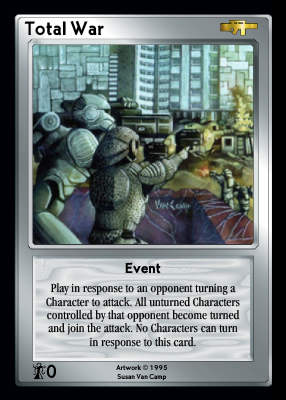 Total War
Event
Play in response to an opponent turning a
Character to attack. All unturned Characters
controlled by that opponent become turned
and join the attack. No Characters can turn
in response to this card.
0
Artwork © 1995
Susan Van Camp